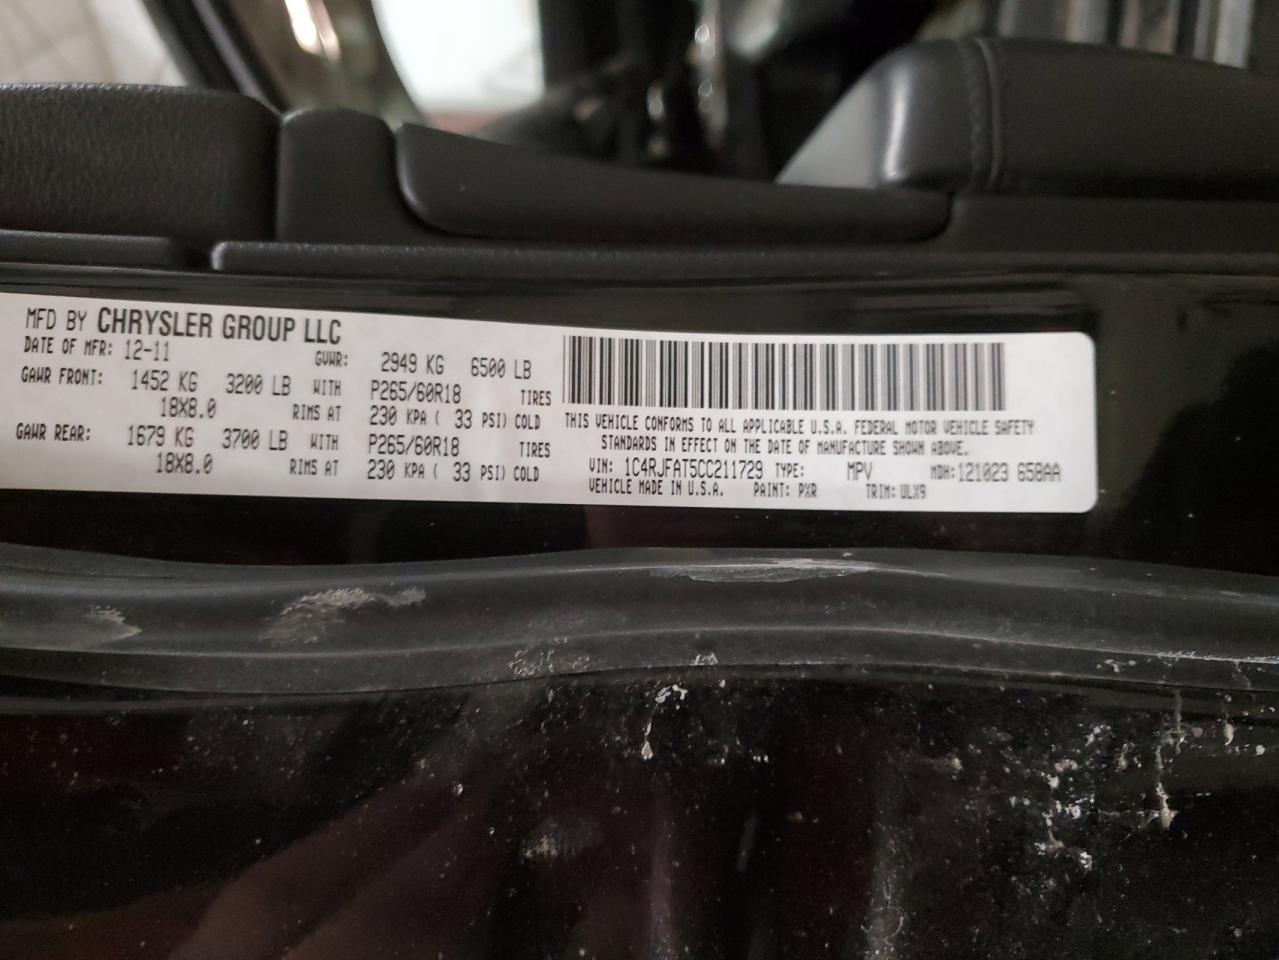 MFD BY CHRYSLER GROUP LLC
DATE OF MFR: 12-11 GVWR: 2949 KG 6500 LB
GAWR FRONT: 1452 KG 3200 LB WITH P265/60R18 TIRES
18X8.0 RIMS AT 230 KPA ( 33 PSI) COLD
GAWR REAR: 1679 KG 3700 LB WITH P265/60R18 TIRES
18X8.0 RIMS AT 230 KPA ( 33 PSI) COLD
THIS VEHICLE CONFORMS TO ALL APPLICABLE U.S.A. FEDERAL MOTOR VEHICLE SAFETY
STANDARDS IN EFFECT ON THE DATE OF MANUFACTURE SHOWN ABOVE.
VIN: 1C4RJFAT5CC211729 TYPE: MPV MDH:121023 658AA
VEHICLE MADE IN U.S.A. PAINT: PXR TRIM: ULX9